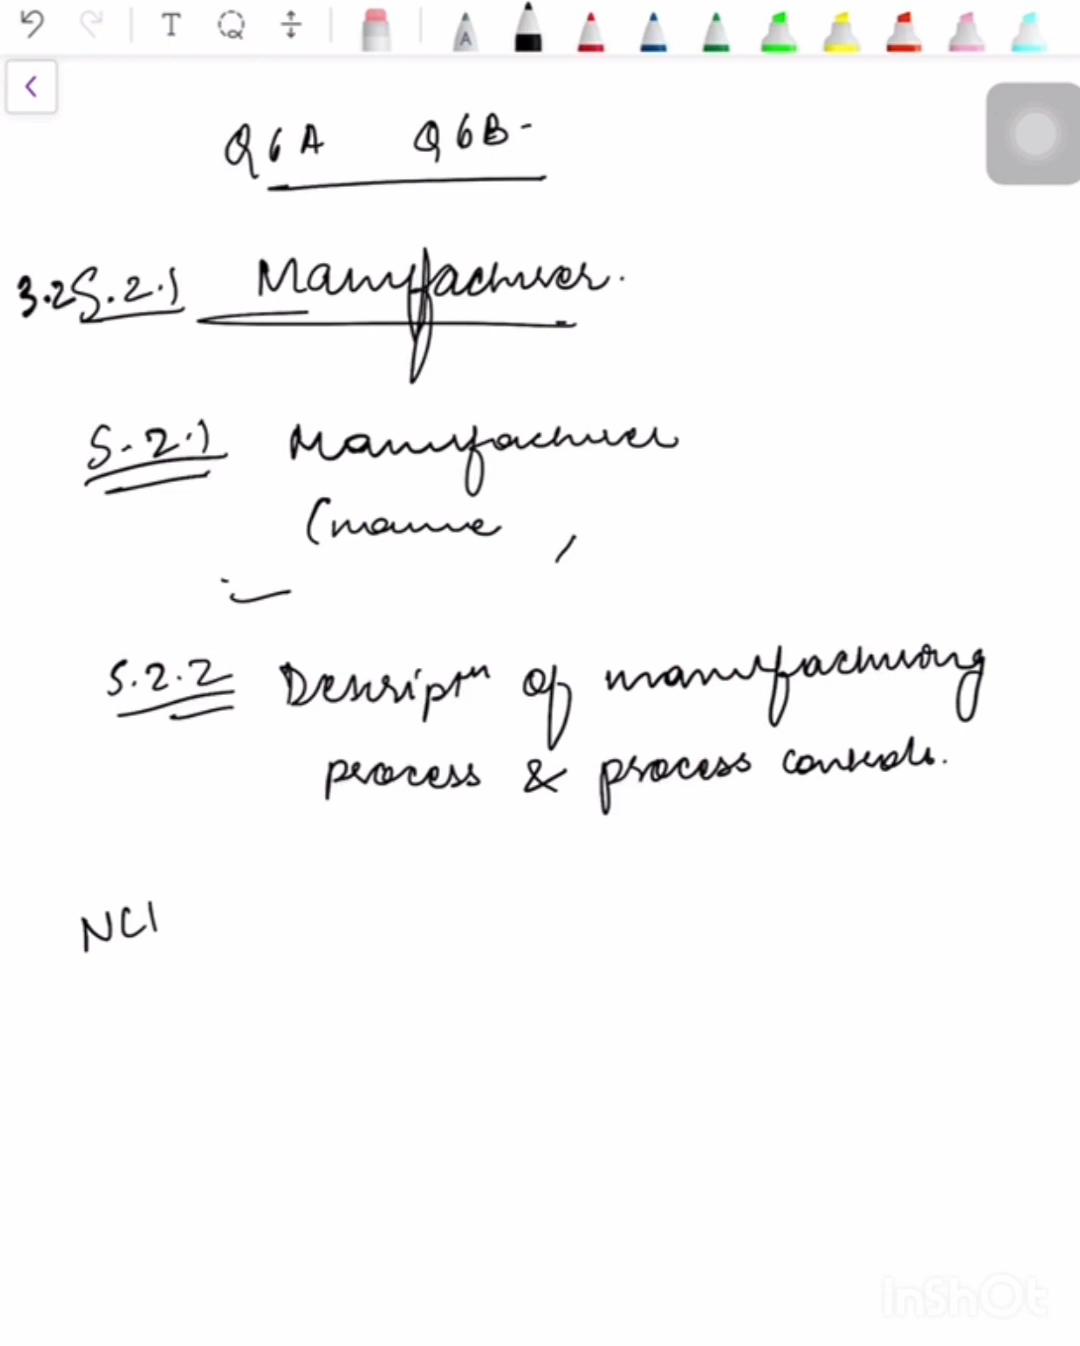 Q6A Q6B-
3.2S.2.1 Manufacturer.
S.2.1 Manufacturer
(name ,
S.2.2 Descriptn of manufacturing
process & process controls.
NCI
InShOt